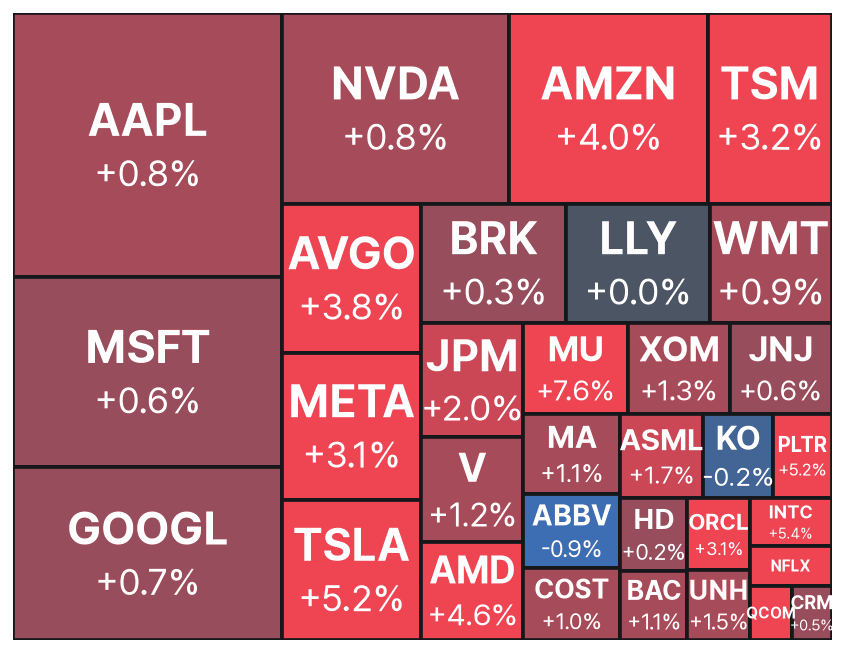 AAPL
+0.8%
NVDA
+0.8%
AMZN
+4.0%
TSM
+3.2%
MSFT
+0.6%
GOOGL
+0.7%
AVGO
+3.8%
META
+3.1%
TSLA
+5.2%
BRK
+0.3%
LLY
+0.0%
WMT
+0.9%
JPM
+2.0%
V
+1.2%
AMD
+4.6%
MU
+7.6%
XOM
+1.3%
JNJ
+0.6%
MA
+1.1%
ASML
+1.7%
KO
-0.2%
PLTR
+5.2%
ABBV
-0.9%
COST
+1.0%
HD
+0.2%
ORCL
+3.1%
INTC
+5.4%
NFLX
BAC
+1.1%
UNH
+1.5%
QCOM
CRM
+0.5%